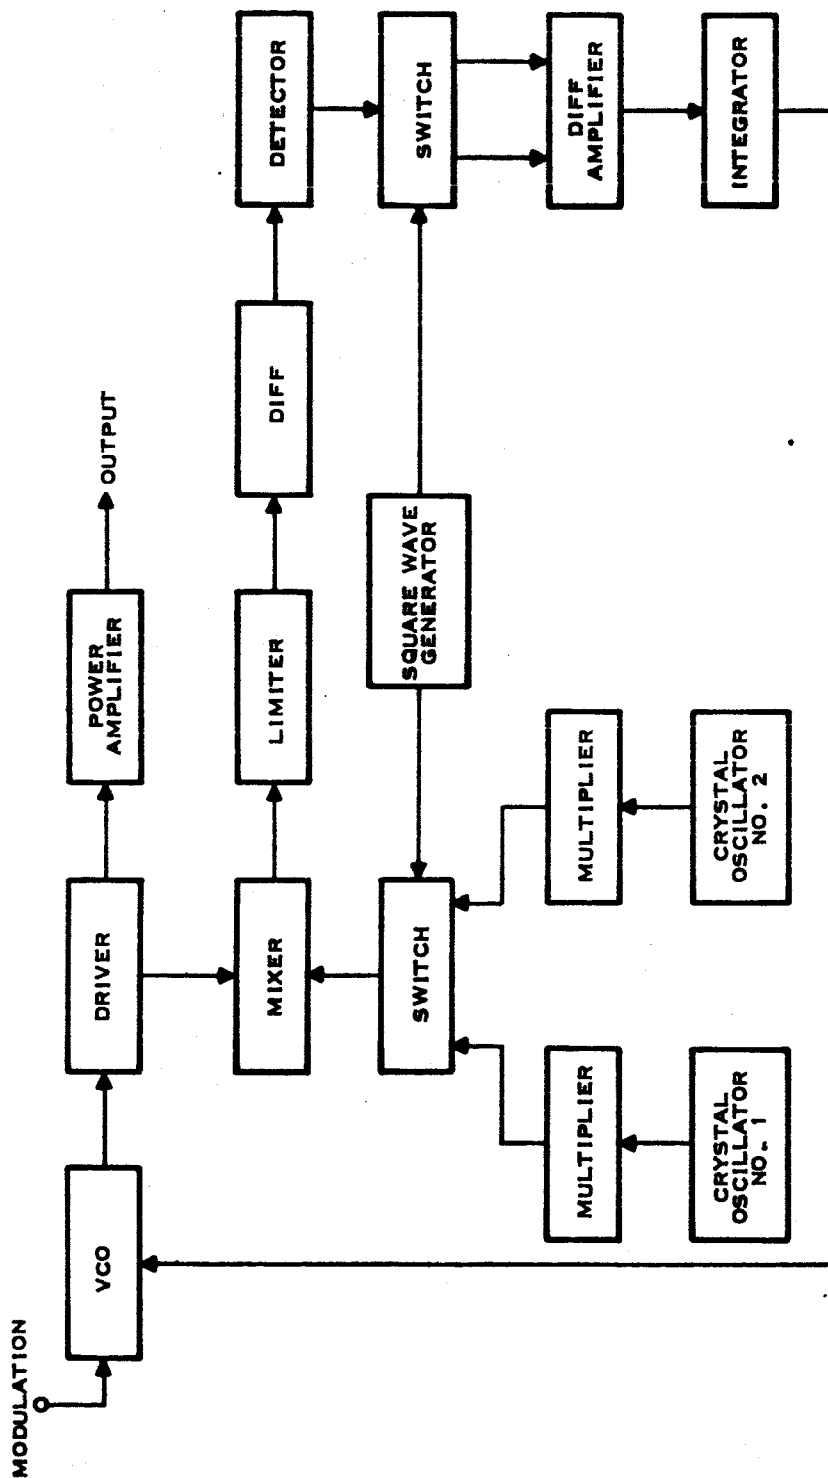 MODULATION
VCO
DRIVER
POWER
AMPLIFIER
OUTPUT
MIXER
LIMITER
DIFF
DETECTOR
SWITCH
SQUARE WAVE
GENERATOR
SWITCH
MULTIPLIER
MULTIPLIER
DIFF
AMPLIFIER
CRYSTAL
OSCILLATOR
NO. 1
CRYSTAL
OSCILLATOR
NO. 2
INTEGRATOR